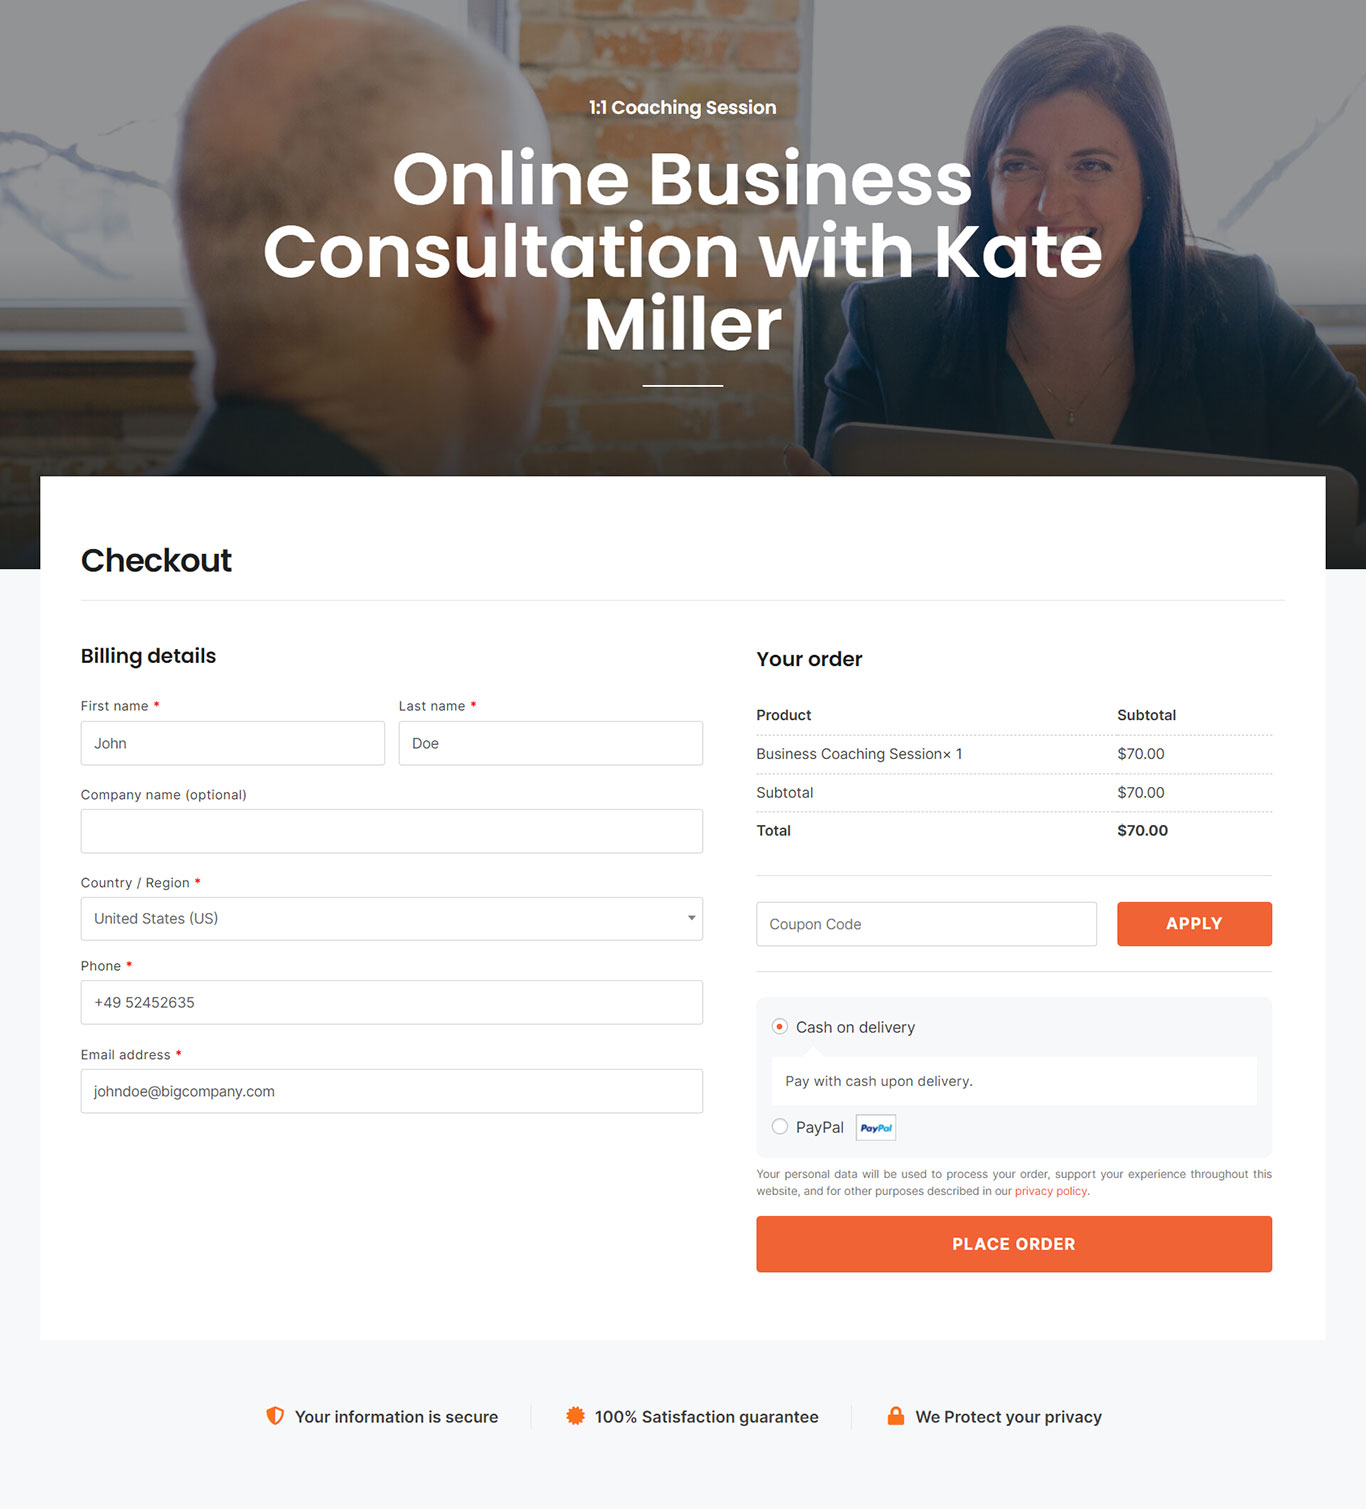 1:1 Coaching Session
Online Business
Consultation with Kate
Miller
Checkout
Billing details
First name *
Last name *
John
Doe
Company name (optional)
Country / Region *
United States (US)
Phone *
+49 52452635
Email address *
johndoe@bigcompany.com
Your order
Product Subtotal
Business Coaching Session× 1 $70.00
Subtotal $70.00
Total $70.00
Coupon Code
APPLY
Cash on delivery
Pay with cash upon delivery.
PayPal PayPal
Your personal data will be used to process your order, support your experience throughout this
website, and for other purposes described in our privacy policy.
PLACE ORDER
Your information is secure
100% Satisfaction guarantee
We Protect your privacy